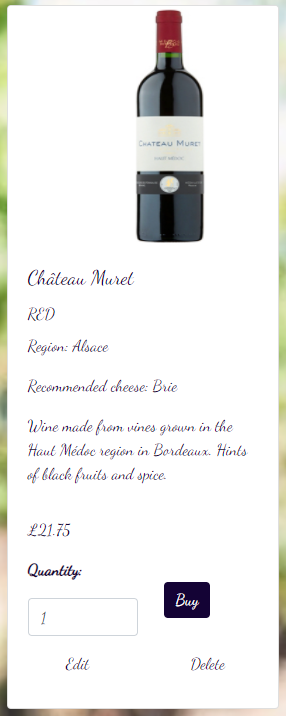 CHATEAU MURET
HAUT-MÉDOC
Château Muret
RED
Region: Alsace
Recommended cheese: Brie
Wine made from vines grown in the
Haut Médoc region in Bordeaux. Hints
of black fruits and spice.
£21.75
Quantity:
1
Buy
Edit
Delete